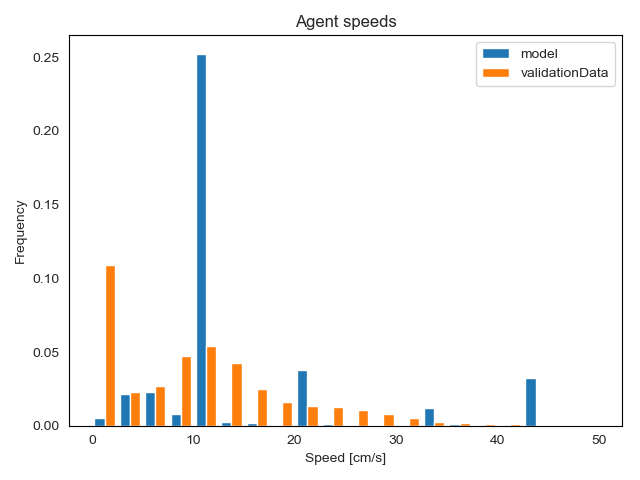 Agent speeds
model
validationData
Frequency
0.25
0.20
0.15
0.10
0.05
0.00
0 10 20 30 40 50
Speed [cm/s]